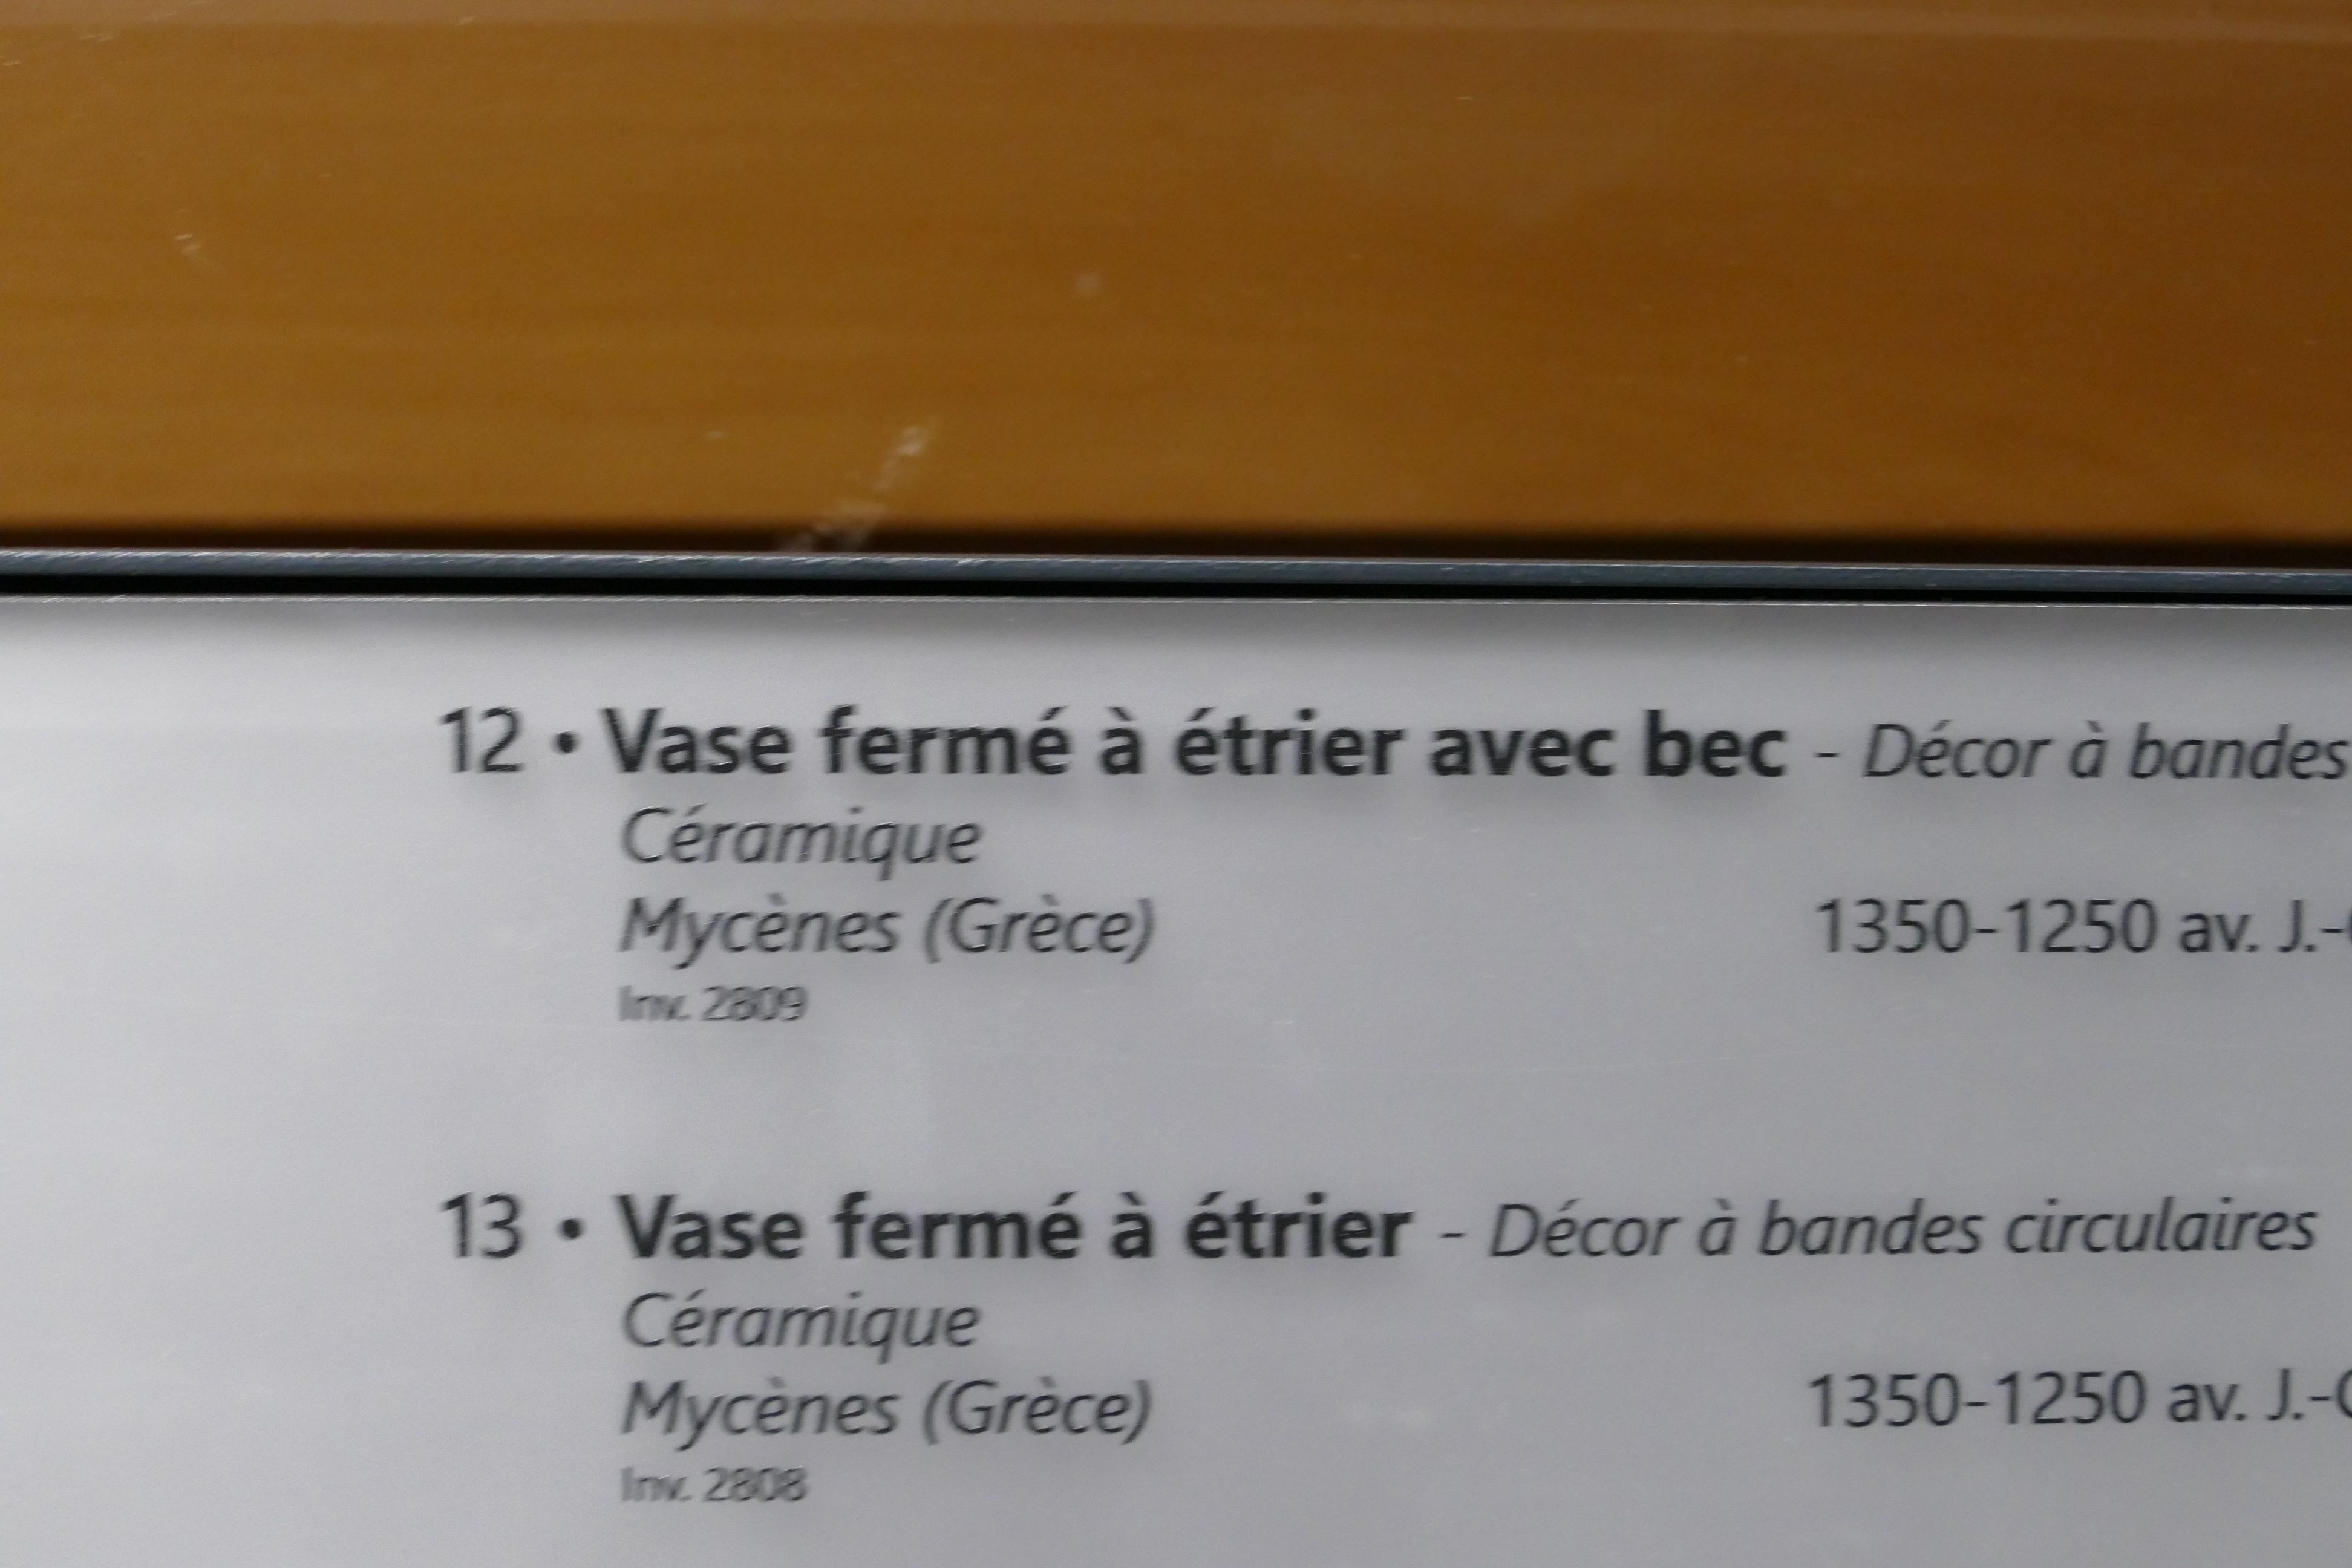 12 • Vase fermé à étrier avec bec - Décor à bandes
Céramique
Mycènes (Grèce) 1350-1250 av. J.-C
Inv. 2809
13 • Vase fermé à étrier - Décor à bandes circulaires
Céramique
Mycènes (Grèce) 1350-1250 av. J.-C
Inv. 2808